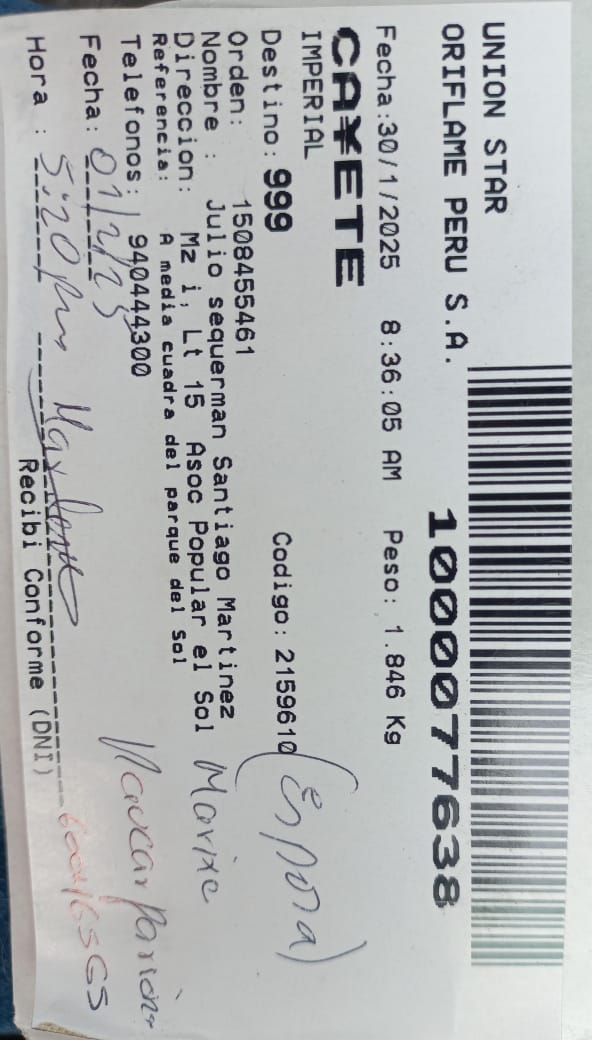 UNION STAR
ORIFLAME PERU S.A.
1000077638
Fecha:30/1/2025 8:36:05 AM Peso: 1.846 Kg
CA¥ETE
IMPERIAL
Destino: 999 Codigo: 2159610
(Esposa)
Orden: 1508455461
Nombre : Julio sequerman Santiago Martinez
Direccion: Mz i, Lt 15 Asoc Popular el Sol
Referencia: A media cuadra del parque del Sol
Telefonos: 940444300
Fecha: 01/2/25
Hora : 5:20 pm
Recibi Conforme (DNI)